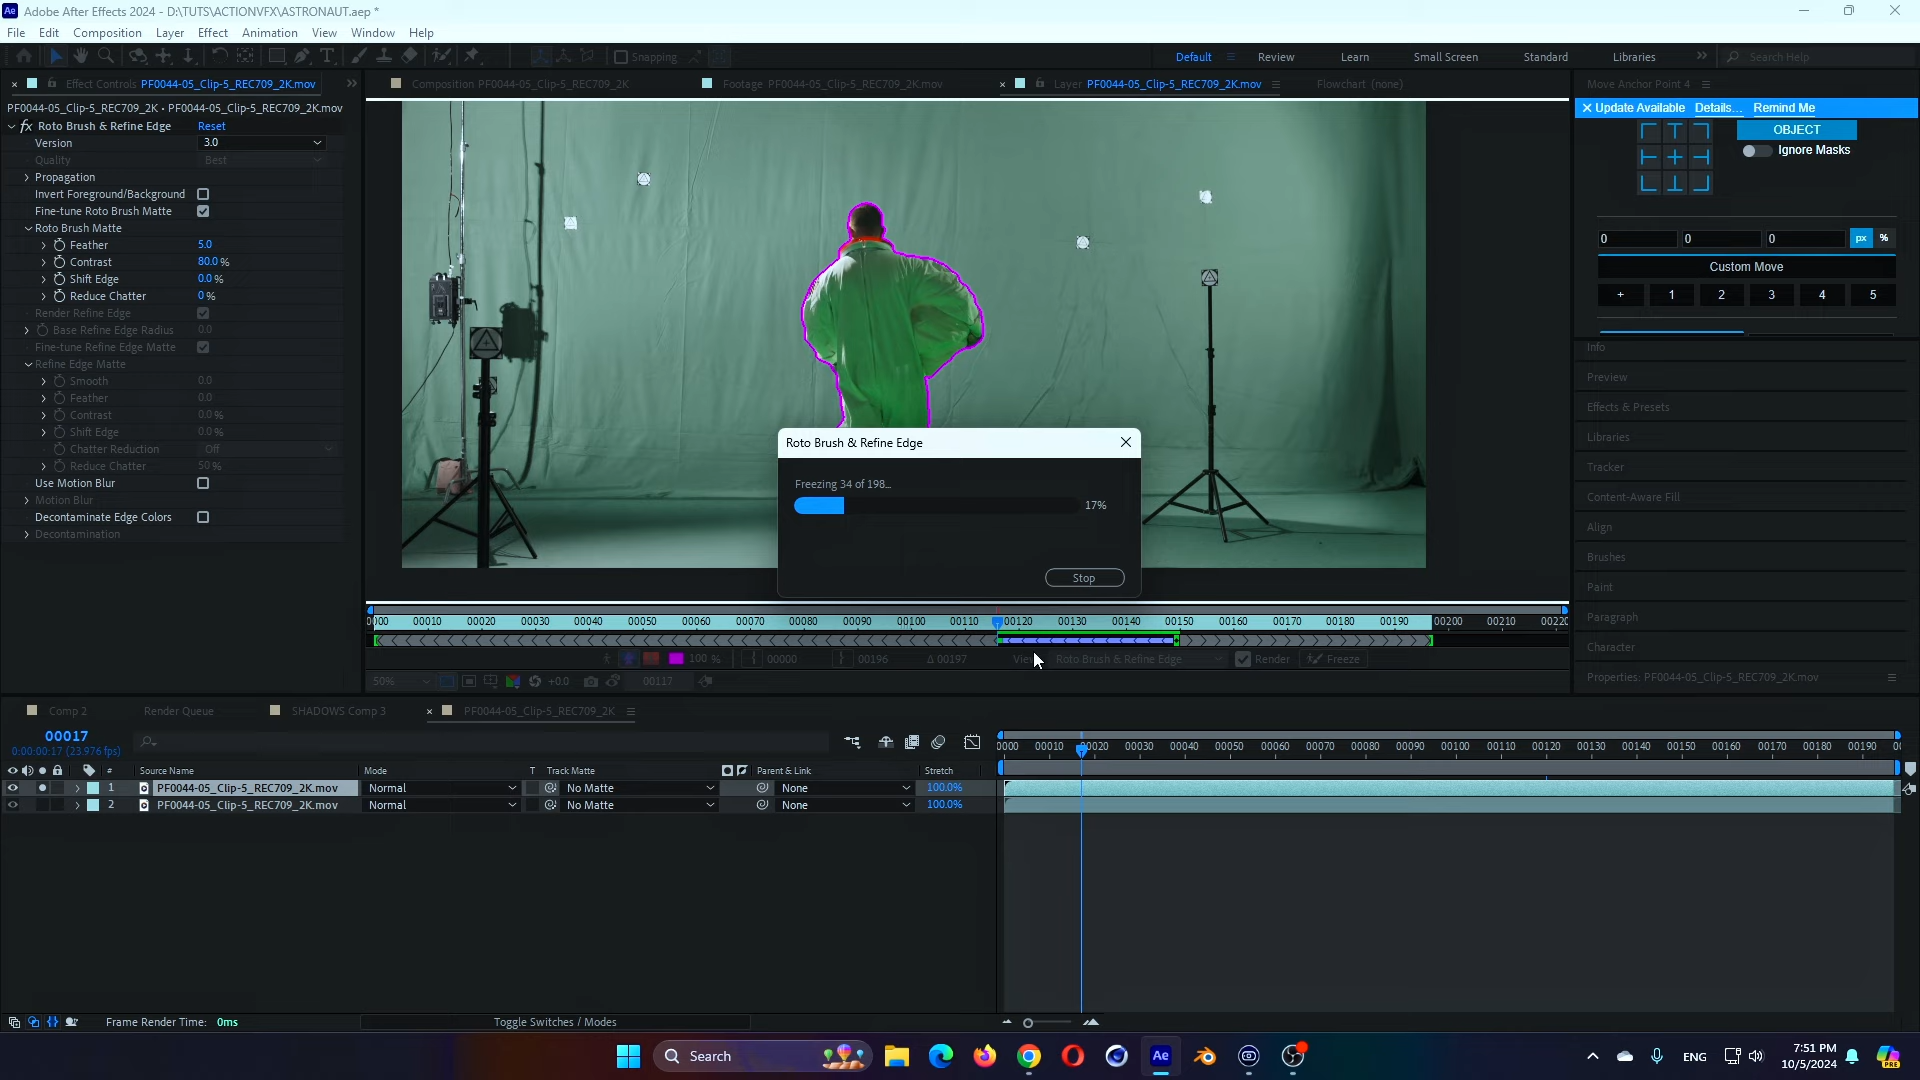 Adobe After Effects 2024 - D:\TUTS\ACTIONVFX\ASTRONAUT.aep *
File Edit Composition Layer Effect Animation View Window Help
Snapping
Default Review Learn Small Screen Standard Libraries Search Help
Effect Controls PF0044-05_Clip-5_REC709_2K.mov
Composition PF0044-05_Clip-5_REC709_2K
Footage PF0044-05_Clip-5_REC709_2K.mov
Layer PF0044-05_Clip-5_REC709_2K.mov
Flowchart (none)
Move Anchor Point 4
PF0044-05_Clip-5_REC709_2K • PF0044-05_Clip-5_REC709_2K.mov
Update Available Details... Remind Me
fx Roto Brush & Refine Edge Reset
OBJECT
Version 3.0
Ignore Masks
Quality Best
Propagation
Invert Foreground/Background
Fine-tune Roto Brush Matte
Roto Brush Matte
Feather 5.0
Contrast 80.0 %
Shift Edge 0.0 %
Reduce Chatter 0 %
Render Refine Edge
Base Refine Edge Radius 0.0
Fine-tune Refine Edge Matte
Refine Edge Matte
Smooth 0.0
Feather 0.0
Contrast 0.0 %
Shift Edge 0.0 %
Chatter Reduction Off
Reduce Chatter 50 %
Use Motion Blur
Motion Blur
Decontaminate Edge Colors
Decontamination
0 0 0 px %
Custom Move
+ 1 2 3 4 5
Info
Preview
Effects & Presets
Libraries
Tracker
Content-Aware Fill
Align
Brushes
Paint
Paragraph
Character
Properties: PF0044-05_Clip-5_REC709_2K.mov
Roto Brush & Refine Edge
Freezing 34 of 198...
17%
Stop
00010 00020 00030 00040 00050 00060 00070 00080 00090 00100 00110 00120 00130 00140 00150 00160 00170 00180 00190 00200 00210
100 % 00000 00196 Δ 00197 Roto Brush & Refine Edge Render Freeze
50% +0.0 00117
Comp 2 Render Queue SHADOWS Comp 3 PF0044-05_Clip-5_REC709_2K
00017
0:00:00:17 (23.976 fps)
00010 00020 00030 00040 00050 00060 00070 00080 00090 00100 00110 00120 00130 00140 00150 00160 00170 00180 00190
# Source Name Mode T Track Matte Parent & Link Stretch
1 PF0044-05_Clip-5_REC709_2K.mov Normal No Matte None 100.0%
2 PF0044-05_Clip-5_REC709_2K.mov Normal No Matte None 100.0%
Frame Render Time: 0ms
Toggle Switches / Modes
Search
Ae
ENG
7:51 PM
10/5/2024
PRE